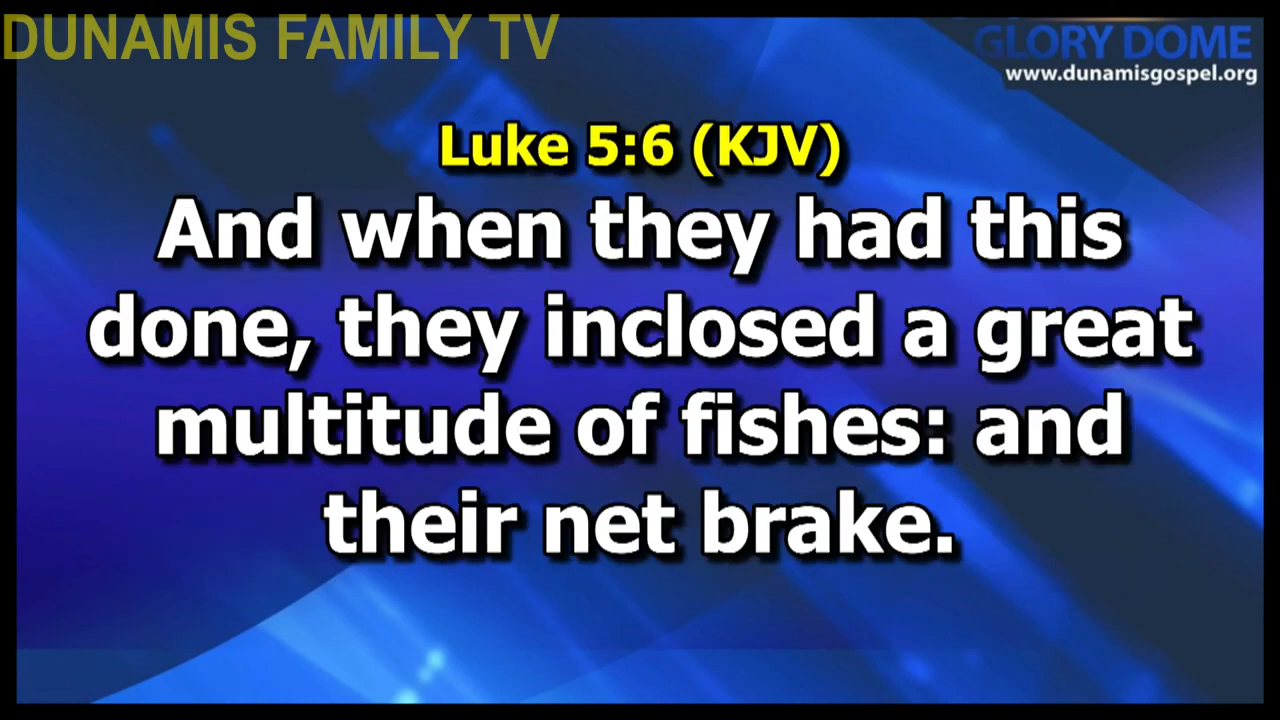 DUNAMIS FAMILY TV
GLORY DOME
www.dunamisgospel.org
Luke 5:6 (KJV)
And when they had this
done, they inclosed a great
multitude of fishes: and
their net brake.